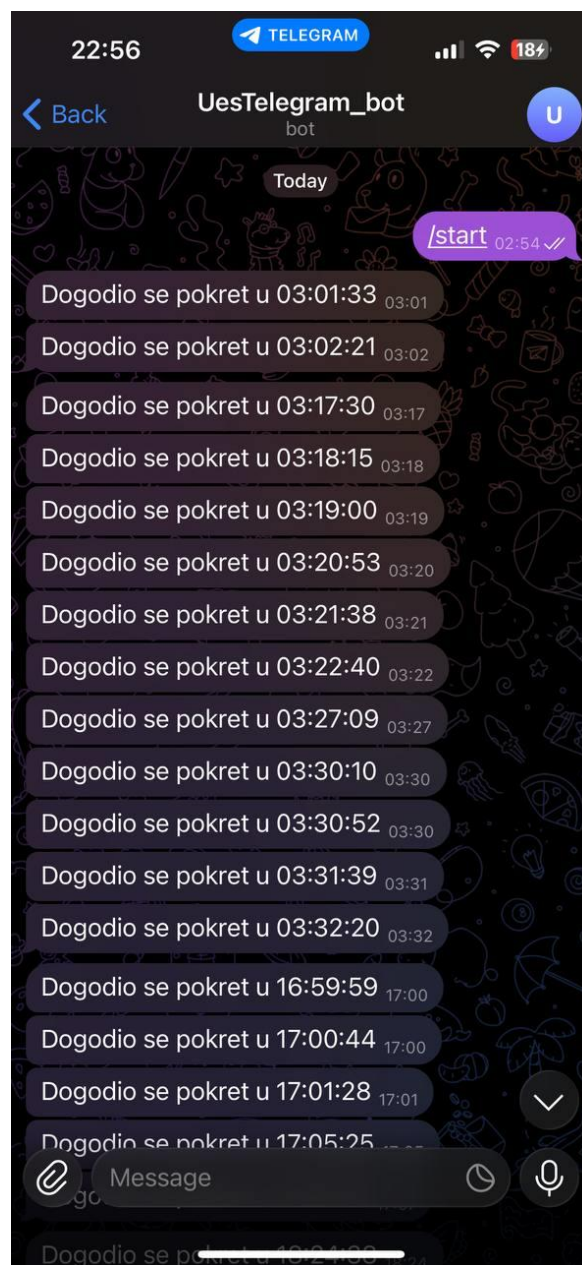 22:56
TELEGRAM
18
Back
UesTelegram_bot
U
bot
Today
/start 02:54
Dogodio se pokret u 03:01:33 03:01
Dogodio se pokret u 03:02:21 03:02
Dogodio se pokret u 03:17:30 03:17
Dogodio se pokret u 03:18:15 03:18
Dogodio se pokret u 03:19:00 03:19
Dogodio se pokret u 03:20:53 03:20
Dogodio se pokret u 03:21:38 03:21
Dogodio se pokret u 03:22:40 03:22
Dogodio se pokret u 03:27:09 03:27
Dogodio se pokret u 03:30:10 03:30
Dogodio se pokret u 03:30:52 03:30
Dogodio se pokret u 03:31:39 03:31
Dogodio se pokret u 03:32:20 03:32
Dogodio se pokret u 16:59:59 17:00
Dogodio se pokret u 17:00:44 17:00
Dogodio se pokret u 17:01:28 17:01
Dogodio se pokret u 17:05:25
Message
Dogodio se